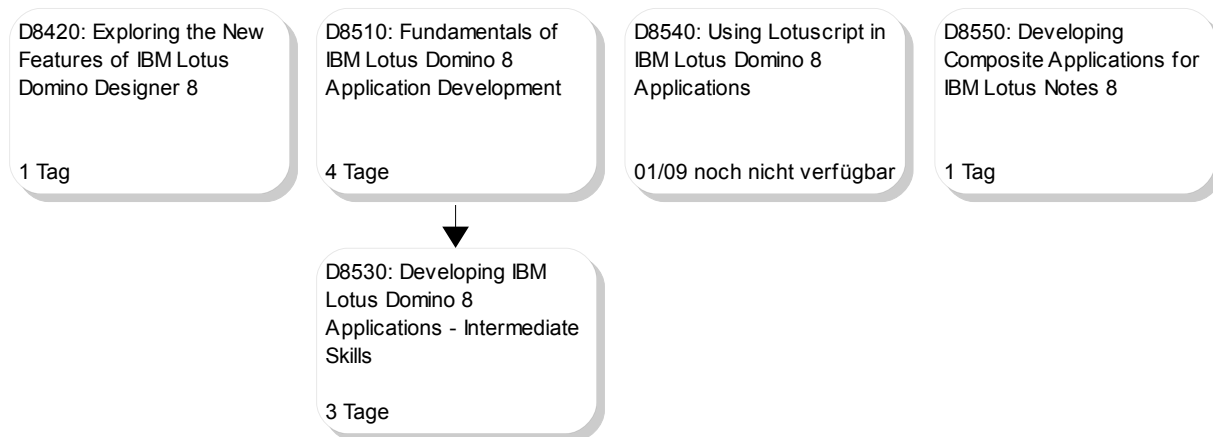 D8420: Exploring the New
Features of IBM Lotus
Domino Designer 8
1 Tag
D8510: Fundamentals of
IBM Lotus Domino 8
Application Development
4 Tage
D8540: Using Lotuscript in
IBM Lotus Domino 8
Applications
01/09 noch nicht verfügbar
D8550: Developing
Composite Applications for
IBM Lotus Notes 8
1 Tag
D8530: Developing IBM
Lotus Domino 8
Applications - Intermediate
Skills
3 Tage